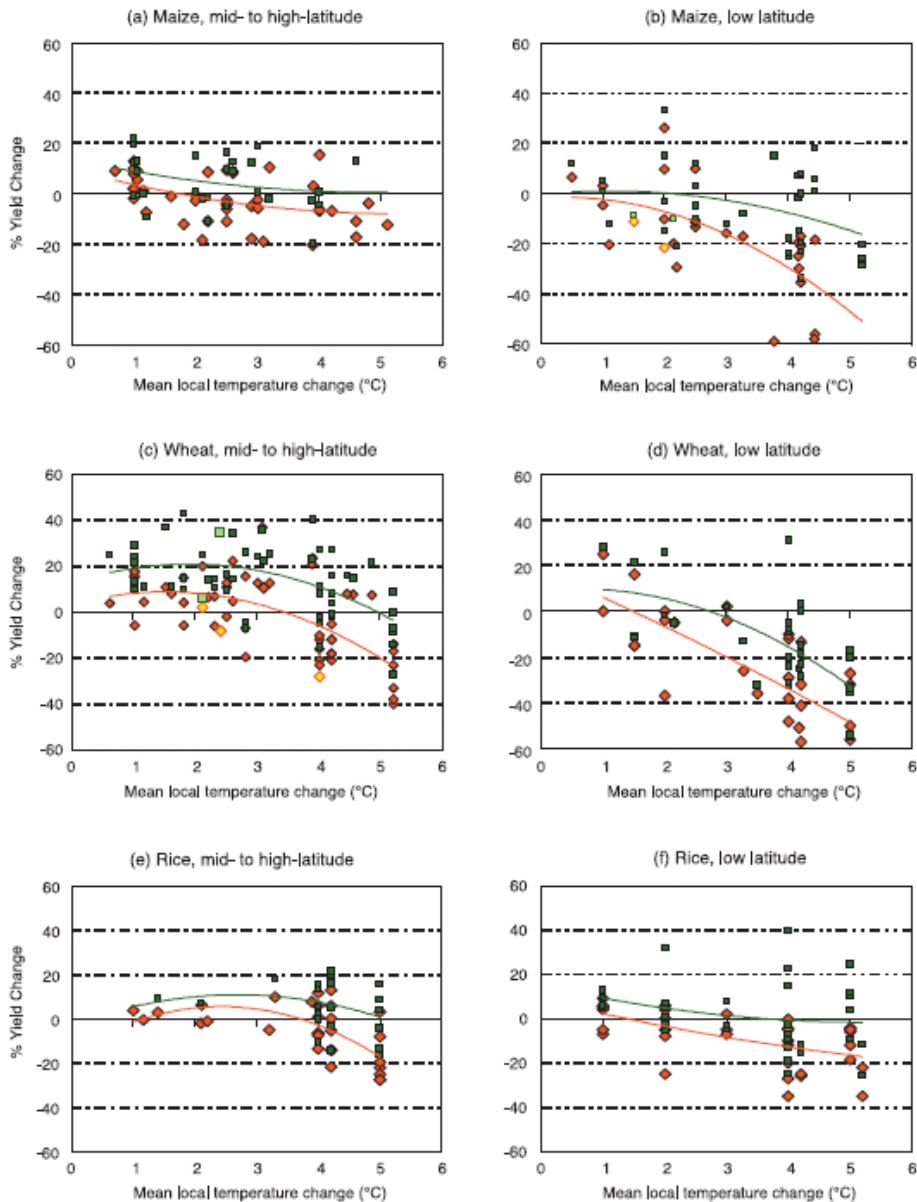 (a) Maize, mid- to high-latitude
60
40
20
0
-20
-40
-60
% Yield Change
0 1 2 3 4 5 6
Mean local temperature change (°C)
(b) Maize, low latitude
60
40
20
0
-20
-40
-60
0 1 2 3 4 5 6
Mean local temperature change (°C)
(c) Wheat, mid- to high-latitude
60
40
20
0
-20
-40
-60
% Yield Change
0 1 2 3 4 5 6
Mean local temperature change (°C)
(d) Wheat, low latitude
60
40
20
0
-20
-40
-60
0 1 2 3 4 5 6
Mean local temperature change (°C)
(e) Rice, mid- to high-latitude
60
40
20
0
-20
-40
-60
% Yield Change
0 1 2 3 4 5 6
Mean local temperature change (°C)
(f) Rice, low latitude
60
40
20
0
-20
-40
-60
0 1 2 3 4 5 6
Mean local temperature change (°C)